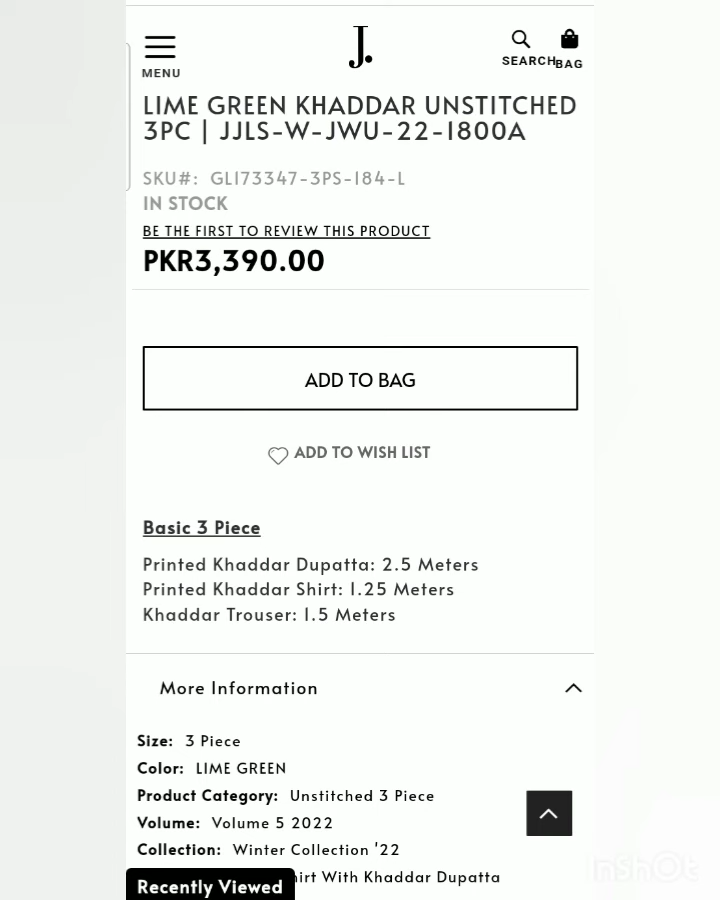 J.
MENU
SEARCH
BAG
LIME GREEN KHADDAR UNSTITCHED
3PC | JJLS-W-JWU-22-1800A
SKU#: GL173347-3PS-184-L
IN STOCK
BE THE FIRST TO REVIEW THIS PRODUCT
PKR3,390.00
ADD TO BAG
ADD TO WISH LIST
Basic 3 Piece
Printed Khaddar Dupatta: 2.5 Meters
Printed Khaddar Shirt: 1.25 Meters
Khaddar Trouser: 1.5 Meters
More Information
Size: 3 Piece
Color: LIME GREEN
Product Category: Unstitched 3 Piece
Volume: Volume 5 2022
Collection: Winter Collection '22
With Khaddar Dupatta
Recently Viewed
InShOt